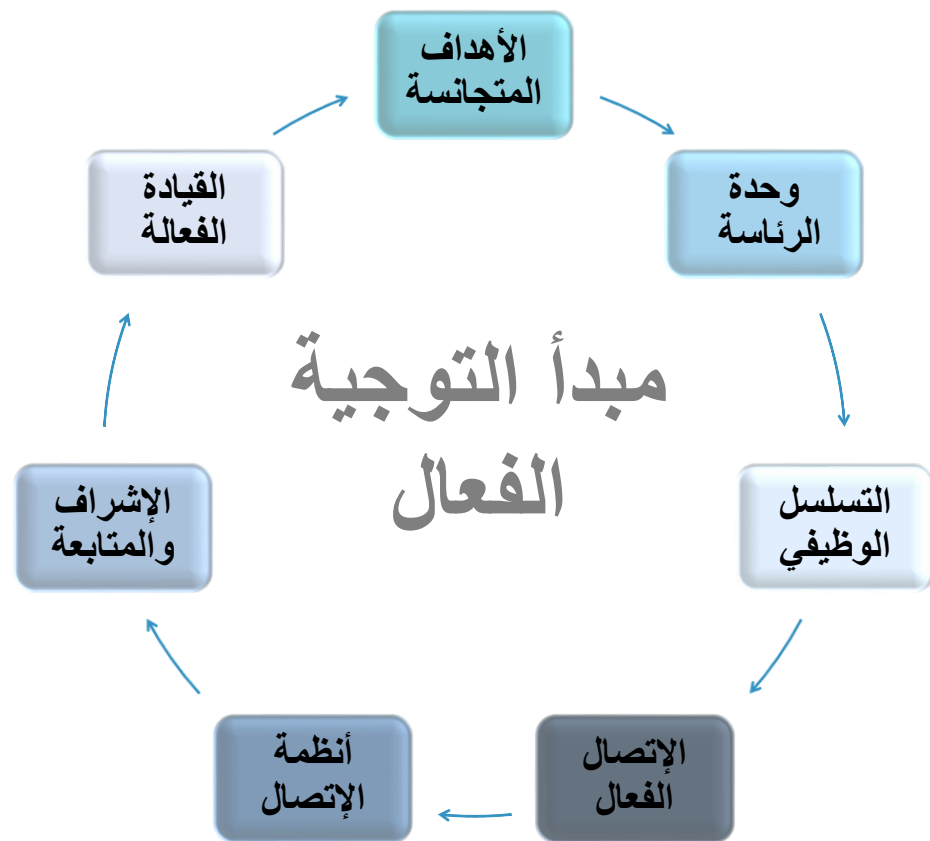 الأهداف
المتجانسة
وحدة
الرئاسة
التسلسل
الوظيفي
الإتصال
الفعال
أنظمة
الإتصال
الإشراف
والمتابعة
القيادة
الفعالة
مبدأ التوجية
الفعال